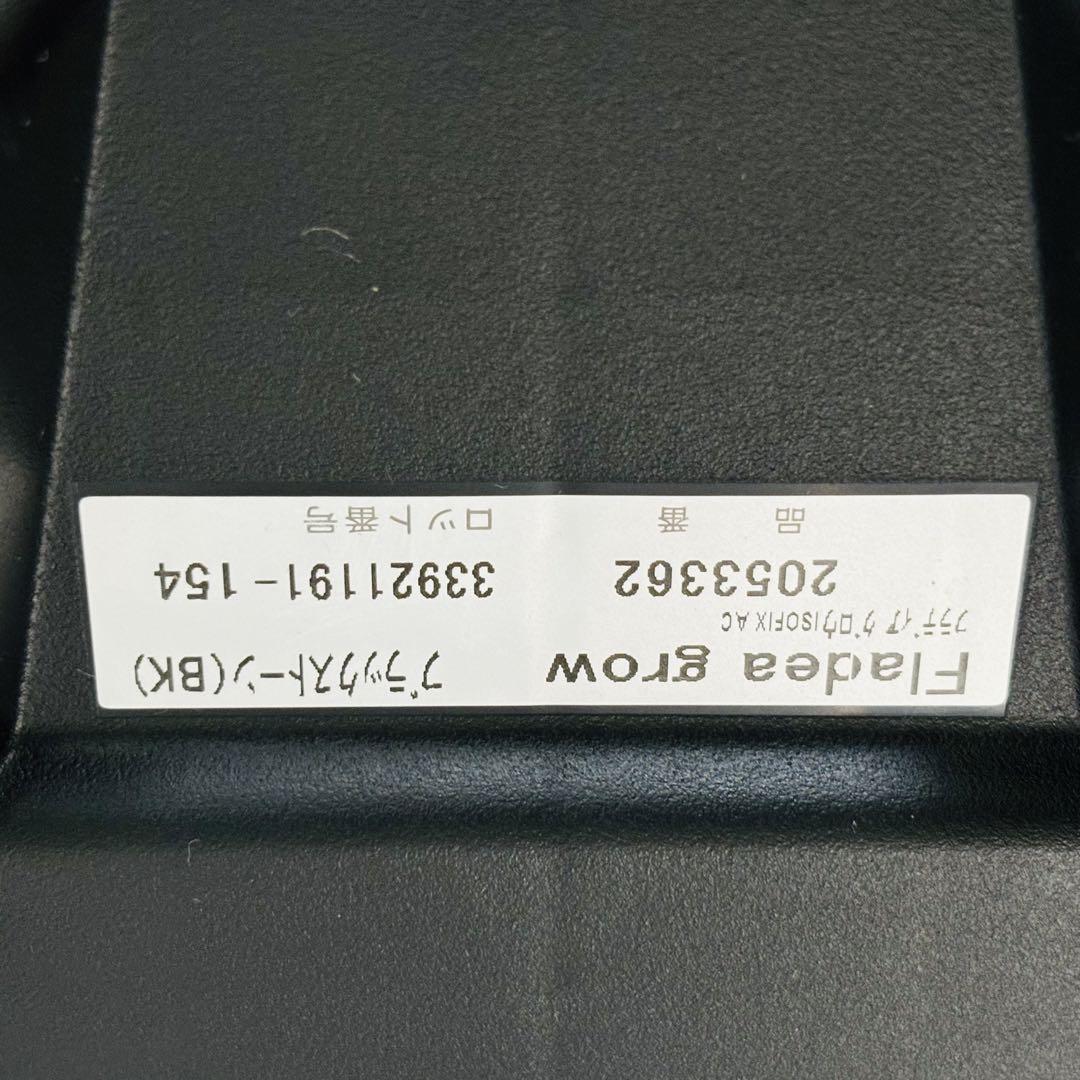 Fladea grow ブラックストーン(BK)
フラディア グロウISOFIX AC
2053362 33921191-154
品 番 ロット番号